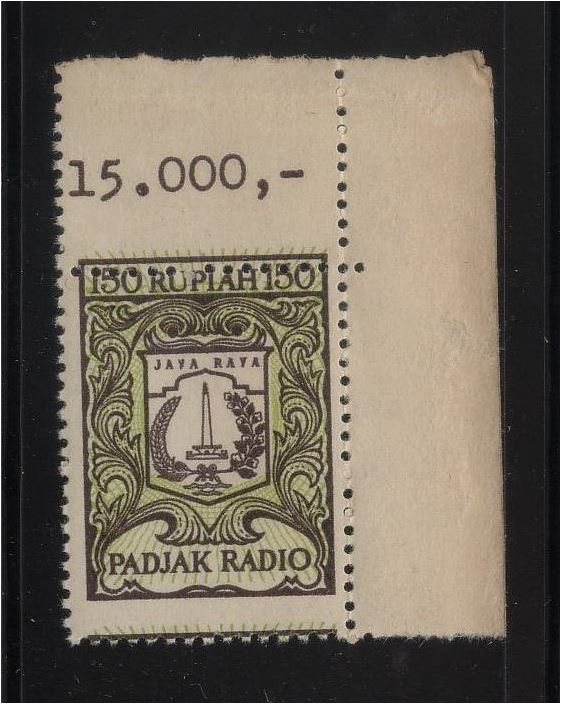 15.000,-
150 RUPIAH 150
JAYA RAYA
PADJAK RADIO